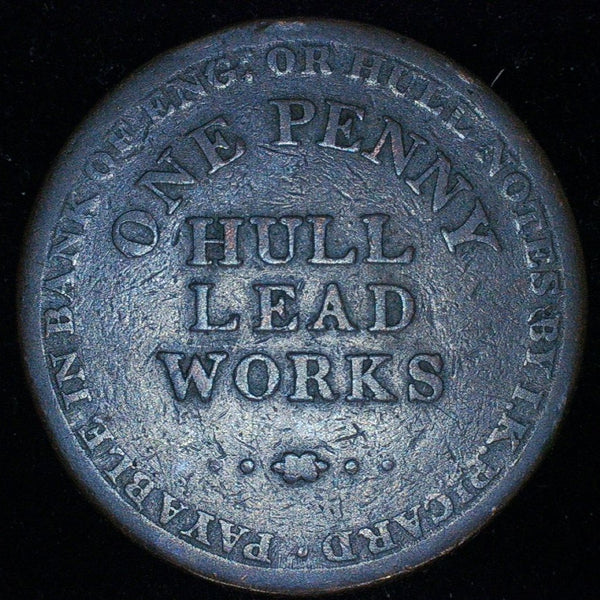 PAYABLE IN BANK OF ENG: OR HULL NOTES BY I.K. PICARD ·
ONE PENNY
HULL
LEAD
WORKS